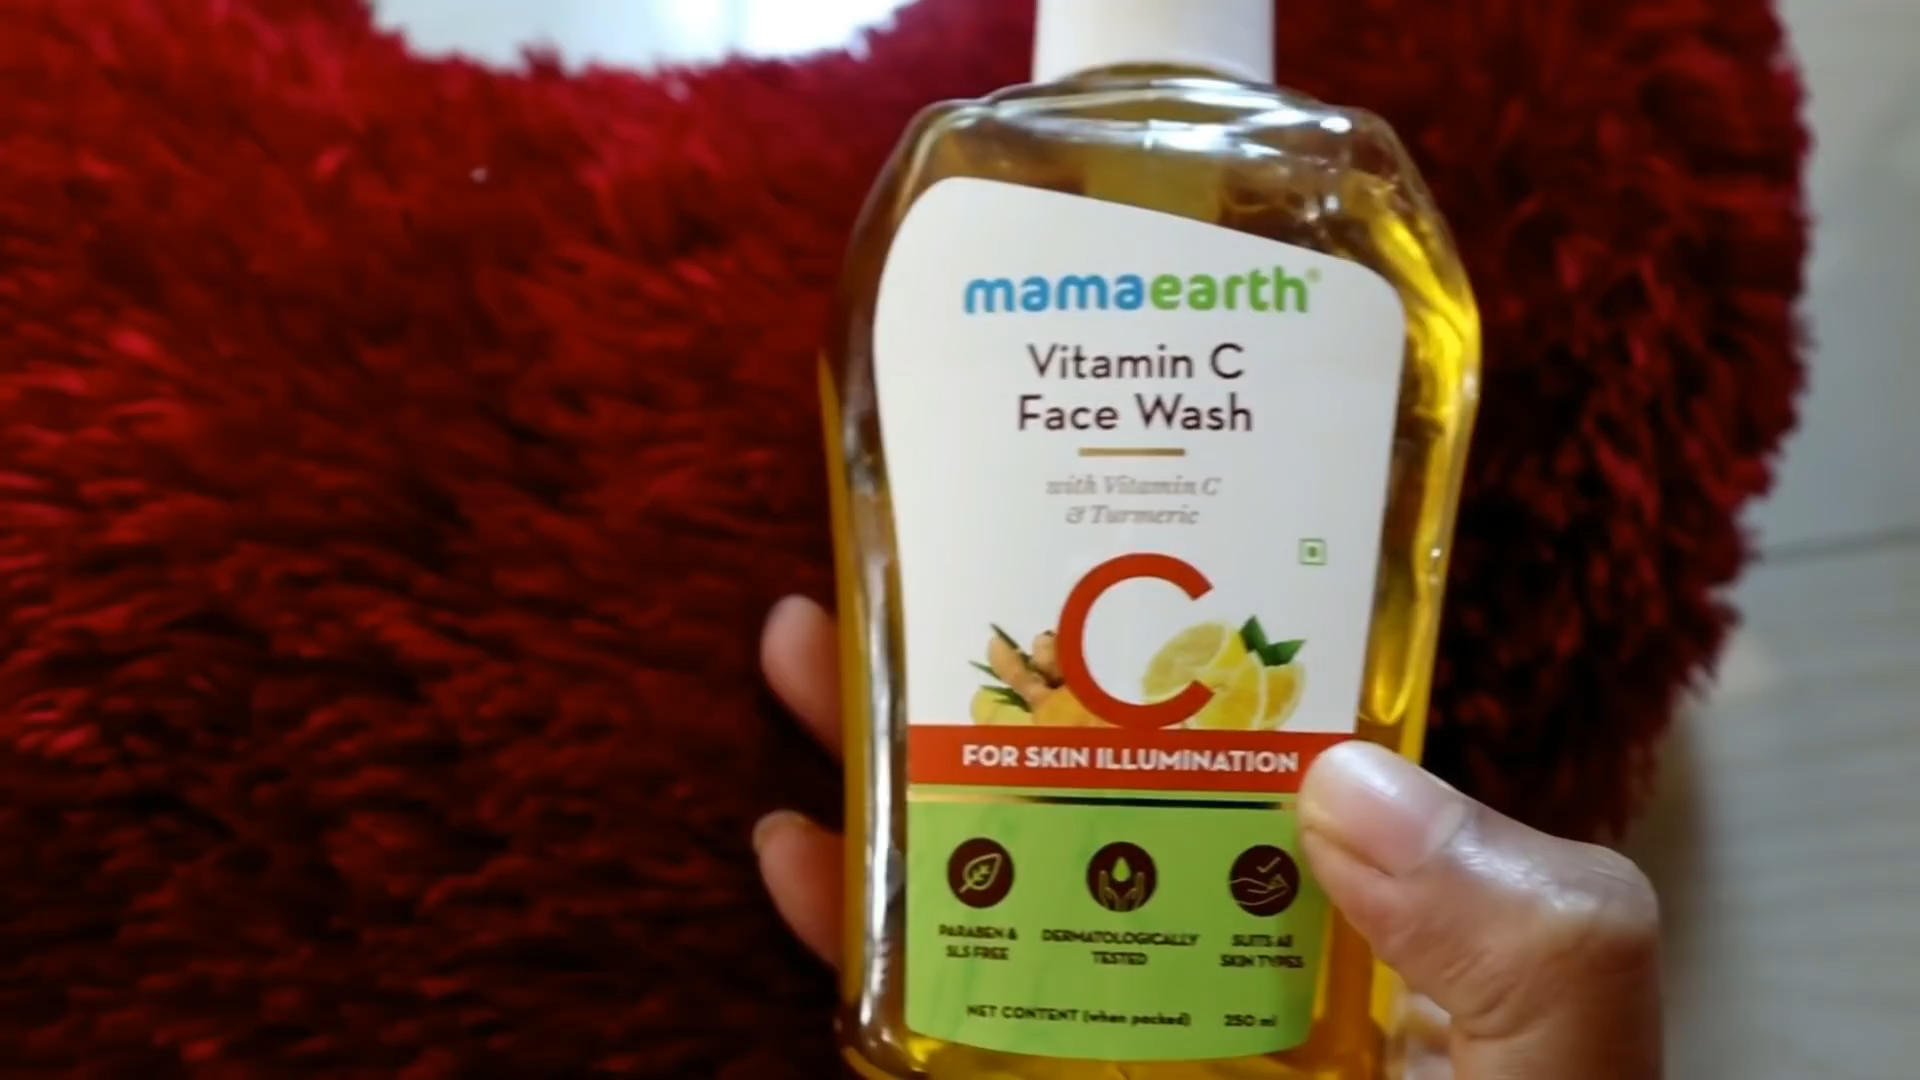 mamaearth®
Vitamin C
Face Wash
with Vitamin C
& Turmeric
C
FOR SKIN ILLUMINATION
PARABEN & SLS FREE
DERMATOLOGICALLY TESTED
SUITS All SKIN TYPES
NET CONTENT (when packed) 250 ml